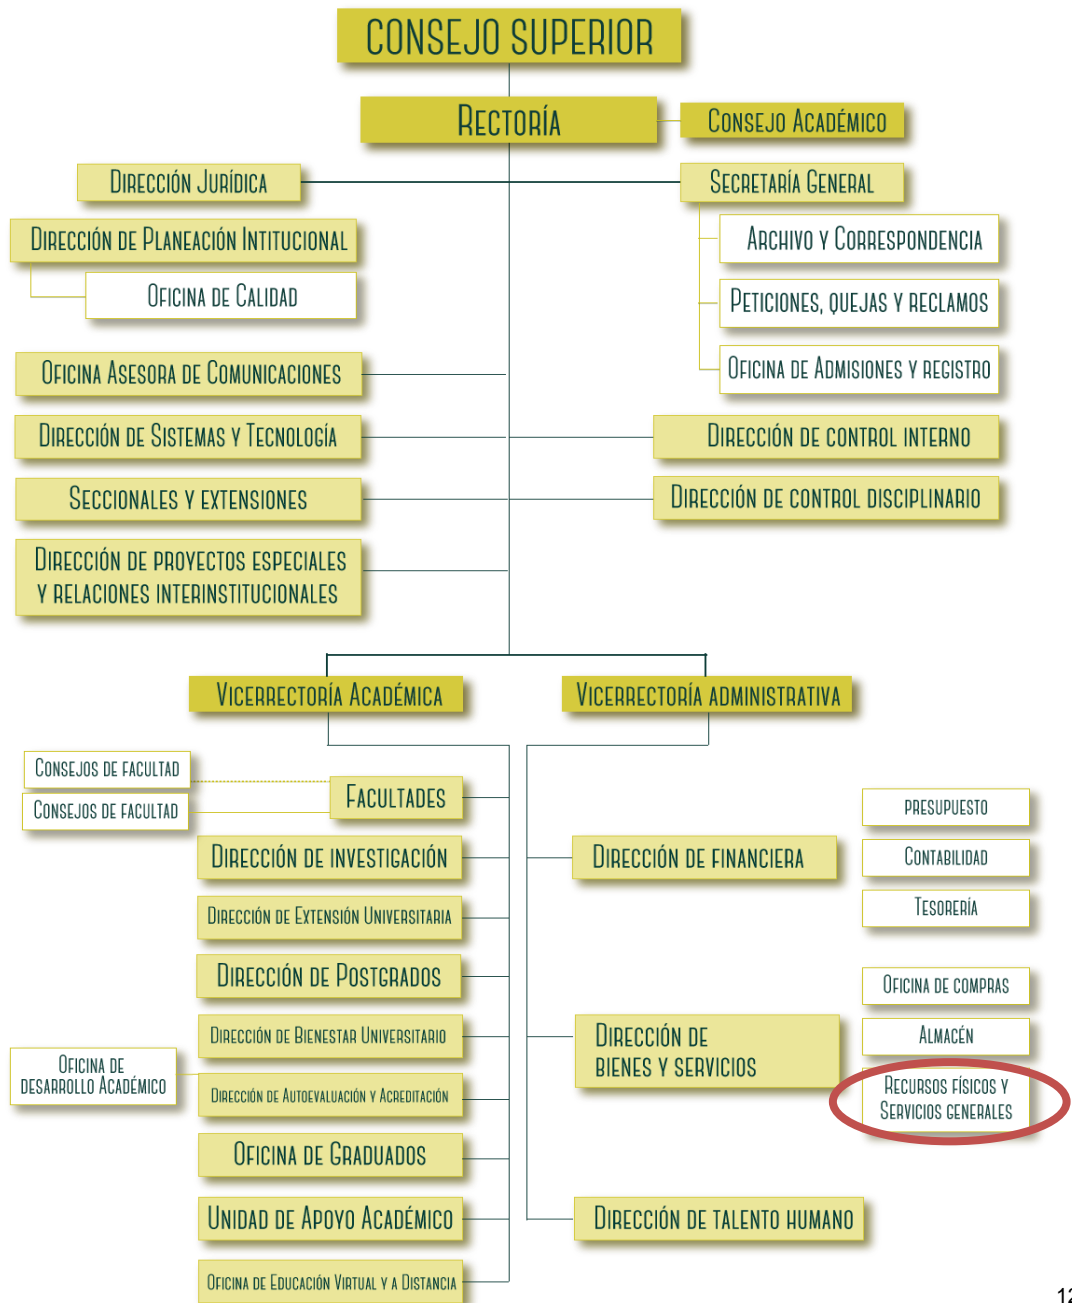 CONSEJO SUPERIOR
RECTORÍA
CONSEJO ACADÉMICO
DIRECCIÓN JURÍDICA
SECRETARÍA GENERAL
DIRECCIÓN DE PLANEACIÓN INTITUCIONAL
ARCHIVO Y CORRESPONDENCIA
OFICINA DE CALIDAD
PETICIONES, QUEJAS Y RECLAMOS
OFICINA ASESORA DE COMUNICACIONES
OFICINA DE ADMISIONES Y REGISTRO
DIRECCIÓN DE SISTEMAS Y TECNOLOGÍA
DIRECCIÓN DE CONTROL INTERNO
SECCIONALES Y EXTENSIONES
DIRECCIÓN DE CONTROL DISCIPLINARIO
DIRECCIÓN DE PROYECTOS ESPECIALES
Y RELACIONES INTERINSTITUCIONALES
VICERRECTORÍA ACADÉMICA
VICERRECTORÍA ADMINISTRATIVA
CONSEJOS DE FACULTAD
CONSEJOS DE FACULTAD
FACULTADES
DIRECCIÓN DE INVESTIGACIÓN
DIRECCIÓN DE EXTENSIÓN UNIVERSITARIA
DIRECCIÓN DE POSTGRADOS
DIRECCIÓN DE BIENESTAR UNIVERSITARIO
OFICINA DE
DESARROLLO ACADÉMICO
DIRECCIÓN DE AUTOEVALUACIÓN Y ACREDITACIÓN
OFICINA DE GRADUADOS
UNIDAD DE APOYO ACADÉMICO
OFICINA DE EDUCACIÓN VIRTUAL Y A DISTANCIA
DIRECCIÓN DE FINANCIERA
PRESUPUESTO
CONTABILIDAD
TESORERÍA
DIRECCIÓN DE
BIENES Y SERVICIOS
OFICINA DE COMPRAS
ALMACÉN
RECURSOS FÍSICOS Y
SERVICIOS GENERALES
DIRECCIÓN DE TALENTO HUMANO